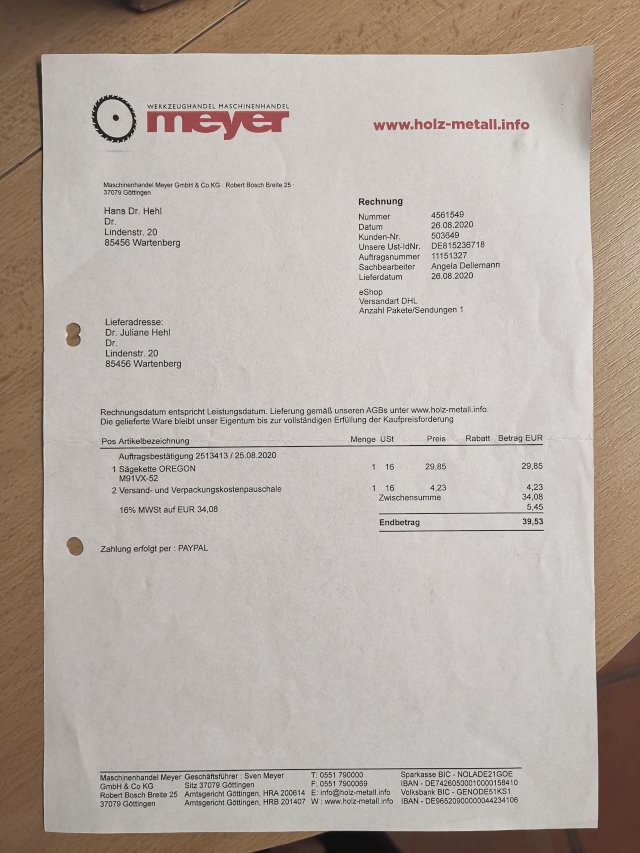 WERKZEUGHANDEL MASCHINENHANDEL
meyer
www.holz-metall.info
Maschinenhandel Meyer GmbH & Co.KG · Robert Bosch Breite 25 ·
37079 Göttingen
Hans Dr. Hehl
Dr.
Lindenstr. 20
85456 Wartenberg
Rechnung
Nummer 4561549
Datum 26.08.2020
Kunden-Nr. 503649
Unsere Ust-IdNr. DE815236718
Auftragsnummer 11151327
Sachbearbeiter Angela Dellemann
Lieferdatum 26.08.2020
eShop
Versandart DHL
Anzahl Pakete/Sendungen 1
Lieferadresse:
Dr. Juliane Hehl
Dr.
Lindenstr. 20
85456 Wartenberg
Rechnungsdatum entspricht Leistungsdatum. Lieferung gemäß unseren AGBs unter www.holz-metall.info.
Die gelieferte Ware bleibt unser Eigentum bis zur vollständigen Erfüllung der Kaufpreisforderung
Pos Artikelbezeichnung Menge USt Preis Rabatt Betrag EUR
Auftragsbestätigung 2513413 / 25.08.2020
1 Sägekette OREGON 1 16 29,85 29,85
M91VX-52
2 Versand- und Verpackungskostenpauschale 1 16 4,23 4,23
Zwischensumme 34,08
16% MWSt auf EUR 34,08 5,45
Endbetrag 39,53
Zahlung erfolgt per : PAYPAL
Maschinenhandel Meyer Geschäftsführer : Sven Meyer T: 0551 790000 Sparkasse BIC - NOLADE21GOE
GmbH & Co KG Sitz 37079 Göttingen F: 0551 7900069 IBAN - DE74260500010000158410
Robert Bosch Breite 25 Amtsgericht Göttingen, HRA 200614 E: info@holz-metall.info Volksbank BIC - GENODE51KS1
37079 Göttingen Amtsgericht Göttingen, HRB 201407 W : www.holz-metall.info IBAN - DE96520900000044234106